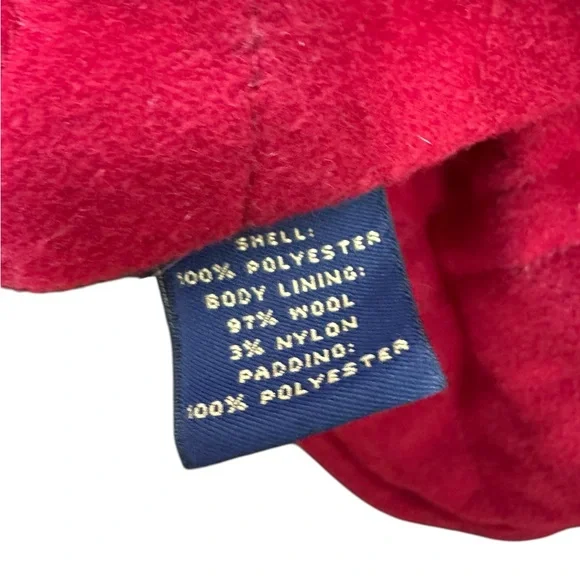 SHELL:
100% POLYESTER
BODY LINING:
97% WOOL
3% NYLON
PADDING:
100% POLYESTER